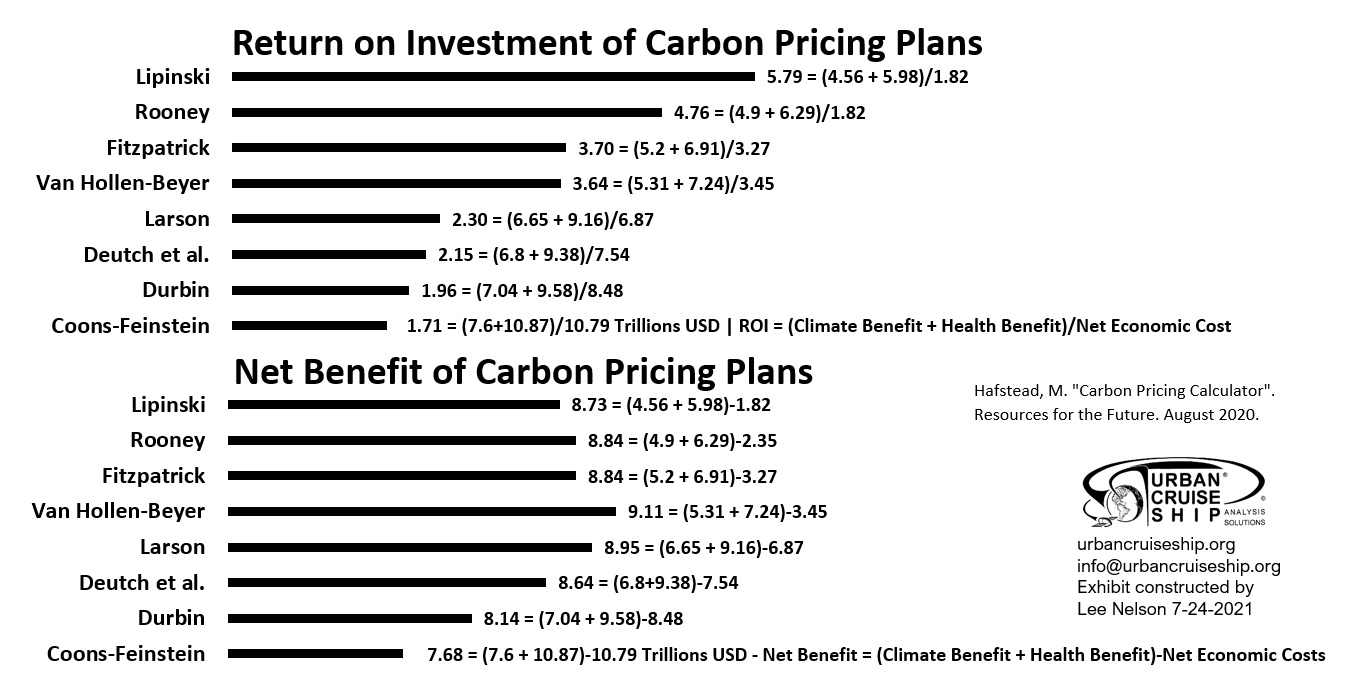 Return on Investment of Carbon Pricing Plans
Lipinski 5.79 = (4.56 + 5.98)/1.82
Rooney 4.76 = (4.9 + 6.29)/1.82
Fitzpatrick 3.70 = (5.2 + 6.91)/3.27
Van Hollen-Beyer 3.64 = (5.31 + 7.24)/3.45
Larson 2.30 = (6.65 + 9.16)/6.87
Deutch et al. 2.15 = (6.8 + 9.38)/7.54
Durbin 1.96 = (7.04 + 9.58)/8.48
Coons-Feinstein 1.71 = (7.6+10.87)/10.79 Trillions USD | ROI = (Climate Benefit + Health Benefit)/Net Economic Cost
Net Benefit of Carbon Pricing Plans
Lipinski 8.73 = (4.56 + 5.98)-1.82
Rooney 8.84 = (4.9 + 6.29)-2.35
Fitzpatrick 8.84 = (5.2 + 6.91)-3.27
Van Hollen-Beyer 9.11 = (5.31 + 7.24)-3.45
Larson 8.95 = (6.65 + 9.16)-6.87
Deutch et al. 8.64 = (6.8+9.38)-7.54
Durbin 8.14 = (7.04 + 9.58)-8.48
Coons-Feinstein 7.68 = (7.6 + 10.87)-10.79 Trillions USD - Net Benefit = (Climate Benefit + Health Benefit)-Net Economic Costs
Hafstead, M. "Carbon Pricing Calculator".
Resources for the Future. August 2020.
URBAN®
CRUISE ©
SHIP ANALYSIS
SOLUTIONS
urbancruiseship.org
info@urbancruiseship.org
Exhibit constructed by
Lee Nelson 7-24-2021